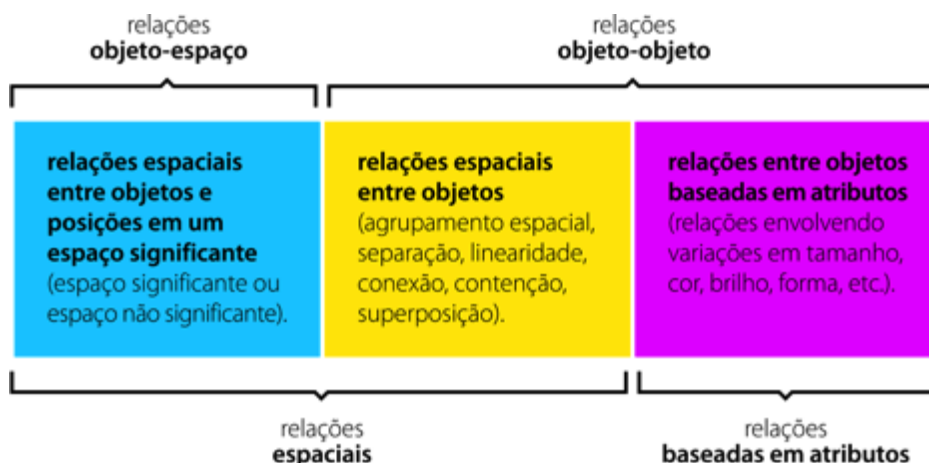 relações
objeto-espaço
relações
objeto-objeto
relações espaciais
entre objetos e
posições em um
espaço significante
(espaço significante ou
espaço não significante).
relações espaciais
entre objetos
(agrupamento espacial,
separação, linearidade,
conexão, contenção,
superposição).
relações entre objetos
baseadas em atributos
(relações envolvendo
variações em tamanho,
cor, brilho, forma, etc.).
relações
espaciais
relações
baseadas em atributos